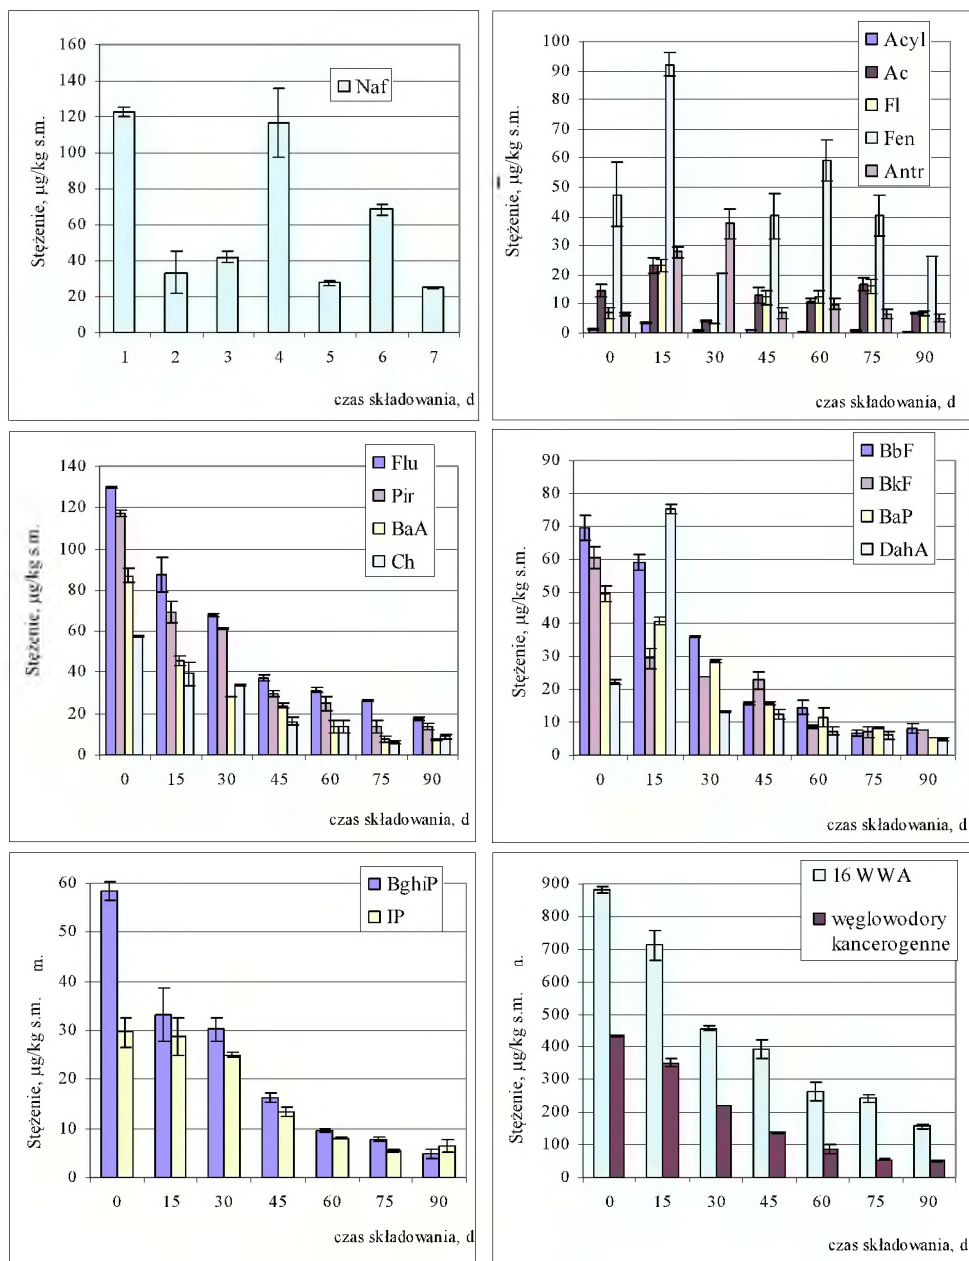 160
140
120
100
80
60
40
20
0
Stężenie, µg/kg s.m.
Naf
1 2 3 4 5 6 7
czas składowania, d
100
90
80
70
60
50
40
30
20
10
0
Stężenie, µg/kg s.m.
Acyl
Ac
Fl
Fen
Antr
0 15 30 45 60 75 90
czas składowania, d
140
120
100
80
60
40
20
0
Stężenie, µg/kg s.m.
Flu
Pir
BaA
Ch
0 15 30 45 60 75 90
czas składowania, d
90
80
70
60
50
40
30
20
10
0
Stężenie, µg/kg s.m.
BbF
BkF
BaP
DahA
0 15 30 45 60 75 90
czas składowania, d
60
50
40
30
20
10
0
Stężenie, µg/kg s.m. m.
BghiP
IP
0 15 30 45 60 75 90
czas składowania, d
900
800
700
600
500
400
300
200
100
0
Stężenie, µg/kg s.m. n.
16 WWA
węglowodory
kancerogenne
0 15 30 45 60 75 90
czas składowania, d